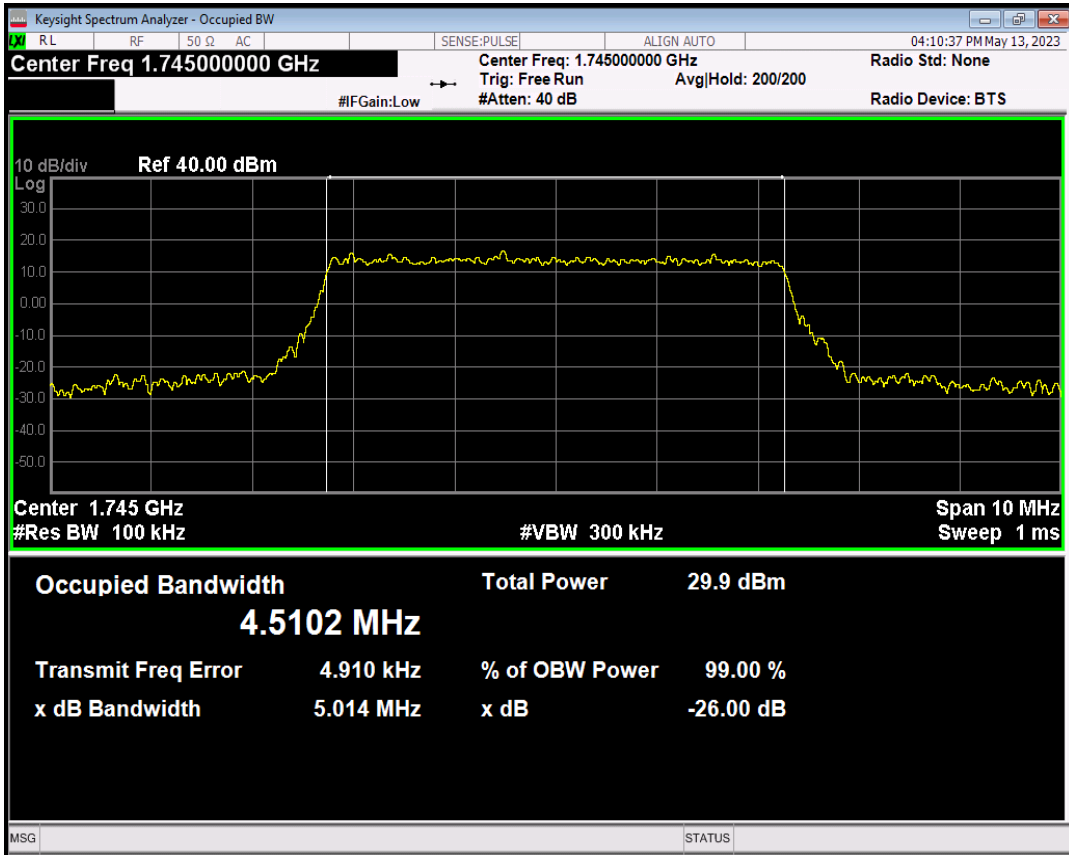 Keysight Spectrum Analyzer - Occupied BW
LXI RL RF 50 Ω AC SENSE:PULSE ALIGN AUTO 04:10:37 PM May 13, 2023
Center Freq 1.745000000 GHz
Center Freq: 1.745000000 GHz Radio Std: None
Trig: Free Run Avg|Hold: 200/200
#IFGain:Low #Atten: 40 dB Radio Device: BTS
10 dB/div Ref 40.00 dBm
Log
30.0
20.0
10.0
0.00
-10.0
-20.0
-30.0
-40.0
-50.0
Center 1.745 GHz Span 10 MHz
#Res BW 100 kHz #VBW 300 kHz Sweep 1 ms
Occupied Bandwidth Total Power 29.9 dBm
4.5102 MHz
Transmit Freq Error 4.910 kHz % of OBW Power 99.00 %
x dB Bandwidth 5.014 MHz x dB -26.00 dB
MSG STATUS